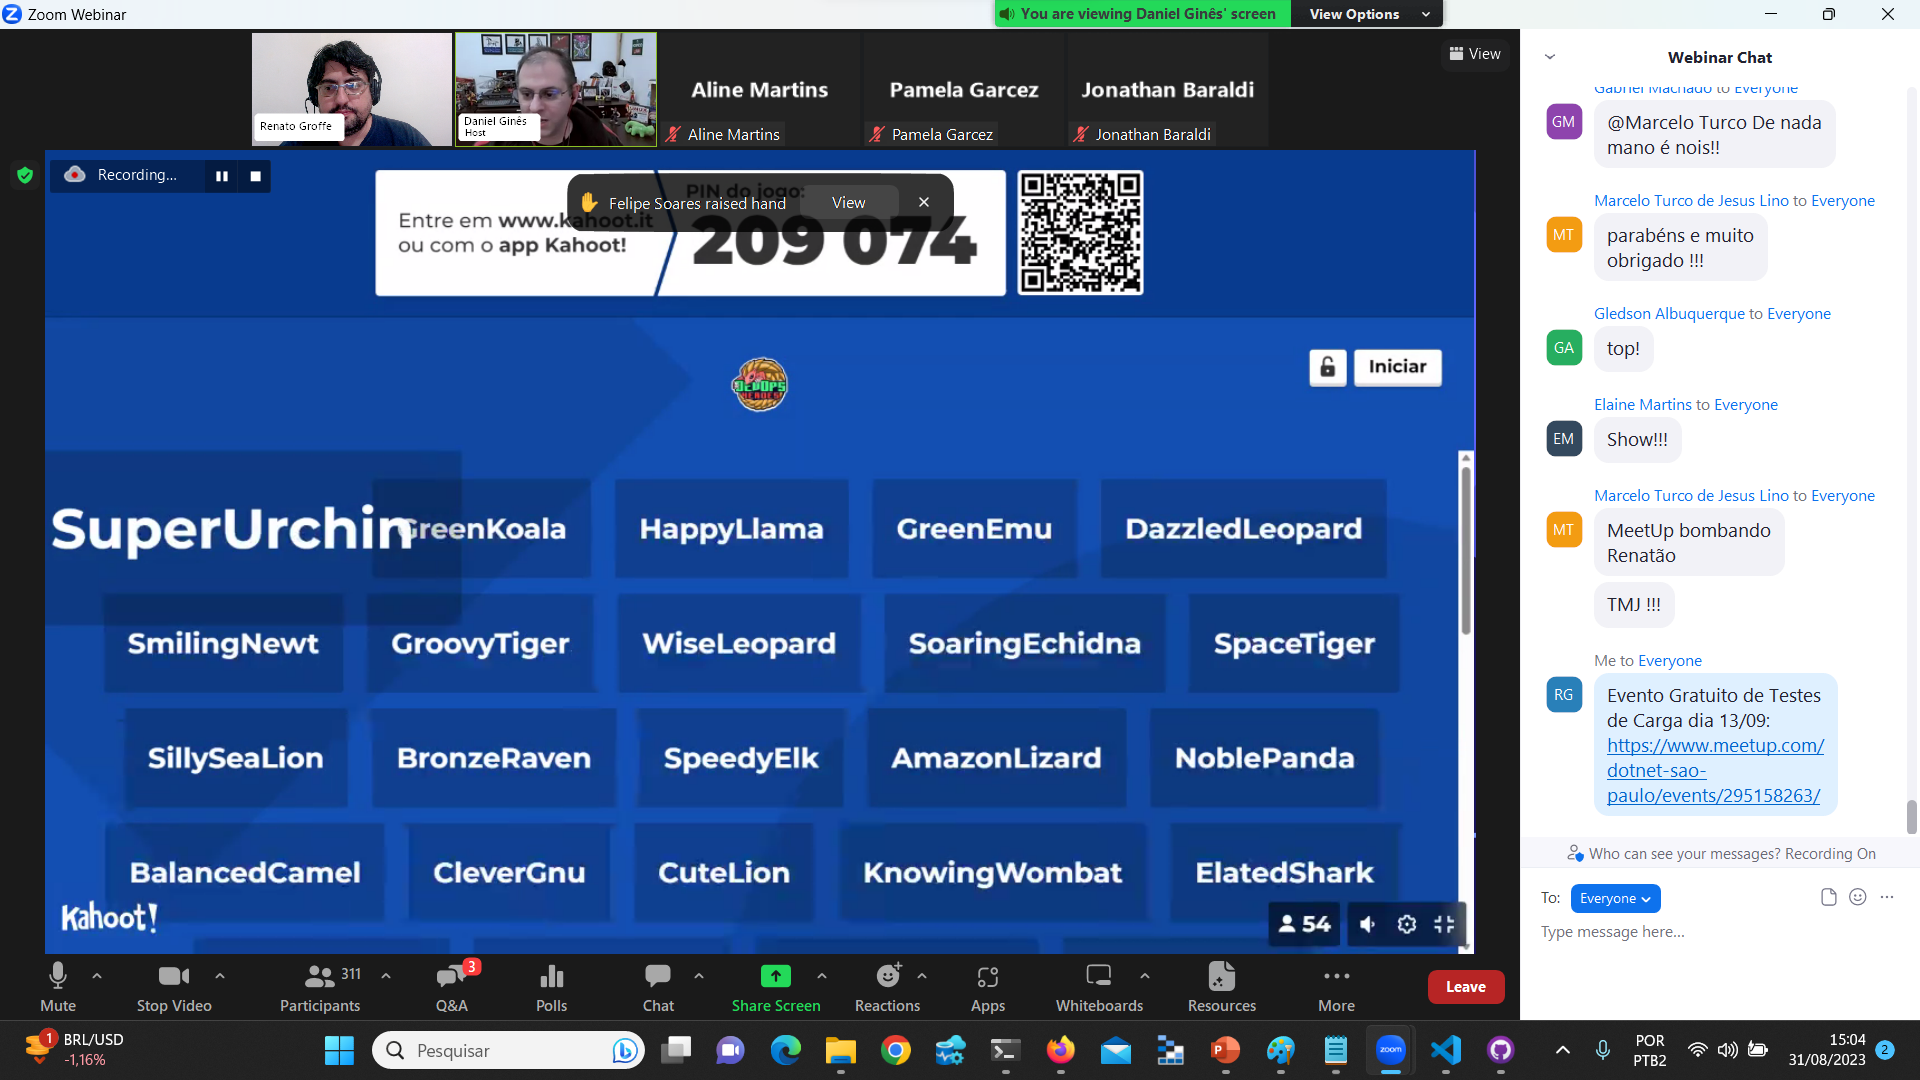 Zoom Webinar
You are viewing Daniel Ginês' screen
View Options
Renato Groffe
Daniel Ginês
Host
Aline Martins
Aline Martins
Pamela Garcez
Pamela Garcez
Jonathan Baraldi
Jonathan Baraldi
View
Recording...
Entre em www.kahoot.it
ou com o app Kahoot!
PIN do jogo:
209 074
Felipe Soares raised hand
View
DEVOPS
HEROES!
Iniciar
SuperUrchin
GreenKoala
HappyLlama
GreenEmu
DazzledLeopard
SmilingNewt
GroovyTiger
WiseLeopard
SoaringEchidna
SpaceTiger
SillySeaLion
BronzeRaven
SpeedyElk
AmazonLizard
NoblePanda
BalancedCamel
CleverGnu
CuteLion
KnowingWombat
ElatedShark
Kahoot!
54
Mute
Stop Video
311
Participants
3
Q&A
Polls
Chat
Share Screen
Reactions
Apps
Whiteboards
Resources
More
Leave
Webinar Chat
Gabriel Machado to Everyone
GM
@Marcelo Turco De nada
mano é nois!!
Marcelo Turco de Jesus Lino to Everyone
MT
parabéns e muito
obrigado !!!
Gledson Albuquerque to Everyone
GA
top!
Elaine Martins to Everyone
EM
Show!!!
Marcelo Turco de Jesus Lino to Everyone
MT
MeetUp bombando
Renatão
TMJ !!!
Me to Everyone
RG
Evento Gratuito de Testes
de Carga dia 13/09:
https://www.meetup.com/
dotnet-sao-
paulo/events/295158263/
Who can see your messages? Recording On
To:
Everyone
Type message here...
1
BRL/USD
-1,16%
Pesquisar
zoom
POR
PTB2
15:04
31/08/2023
2